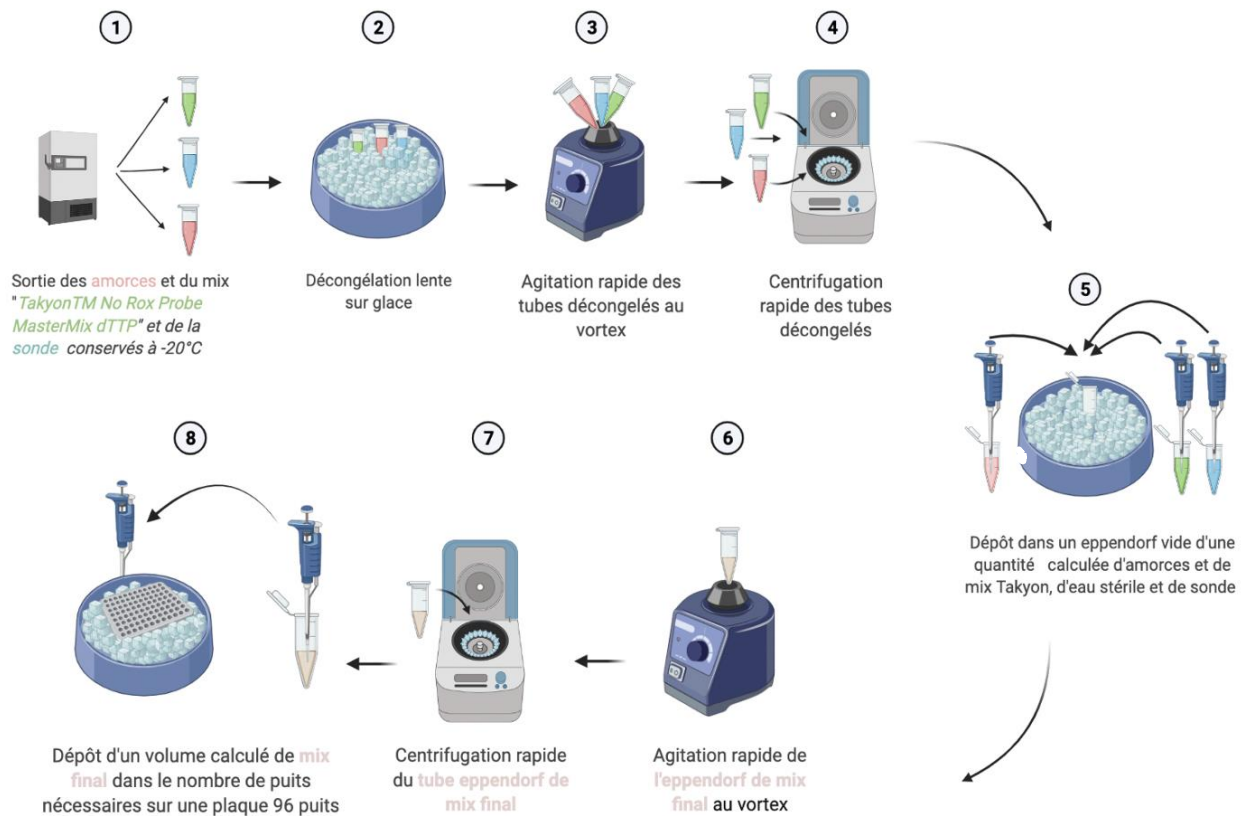 1
Sortie des amorces et du mix
"TakyonTM No Rox Probe
MasterMix dTTP" et de la
sonde conservés à -20°C
2
Décongélation lente
sur glace
3
Agitation rapide des
tubes décongelés au
vortex
4
Centrifugation
rapide des tubes
décongelés
5
Dépôt dans un eppendorf vide d'une
quantité calculée d'amorces et de
mix Takyon, d'eau stérile et de sonde
6
Agitation rapide de
l'eppendorf de mix
final au vortex
7
Centrifugation rapide
du tube eppendorf de
mix final
8
Dépôt d'un volume calculé de mix
final dans le nombre de puits
nécessaires sur une plaque 96 puits